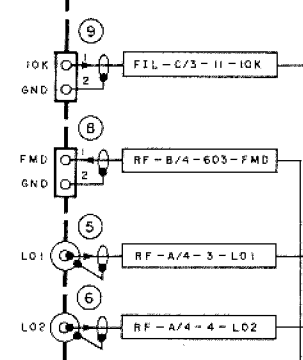 9
10K 1 FIL-C/3-11-10K
GND 2
8
FMD 1 RF-B/4-603-FMD
GND 2
5
LO1 RF-A/4-3-LO1
6
LO2 RF-A/4-4-LO2